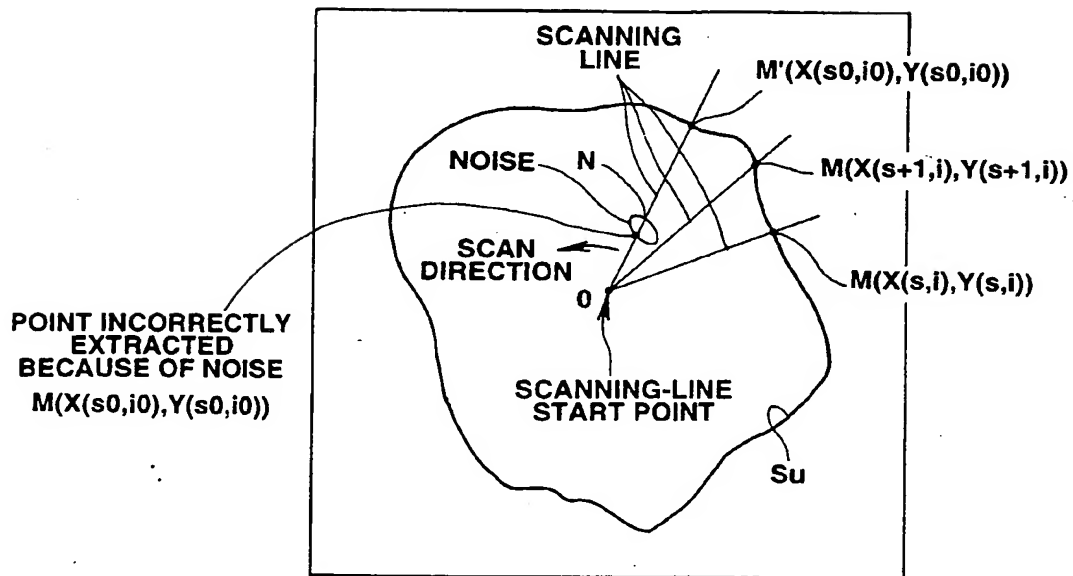 SCANNING
LINE
M'(X(s0,i0),Y(s0,i0))
NOISE
N
M(X(s+1,i),Y(s+1,i))
SCAN
DIRECTION
0
M(X(s,i),Y(s,i))
POINT INCORRECTLY
EXTRACTED
BECAUSE OF NOISE
M(X(s0,i0),Y(s0,i0))
SCANNING-LINE
START POINT
Su